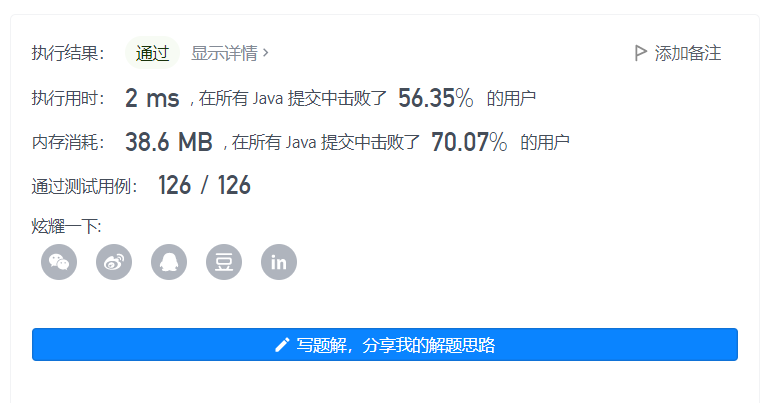 执行结果： 通过 显示详情 › 添加备注
执行用时： 2 ms , 在所有 Java 提交中击败了 56.35% 的用户
内存消耗： 38.6 MB , 在所有 Java 提交中击败了 70.07% 的用户
通过测试用例： 126 / 126
炫耀一下:
豆 in
写题解，分享我的解题思路